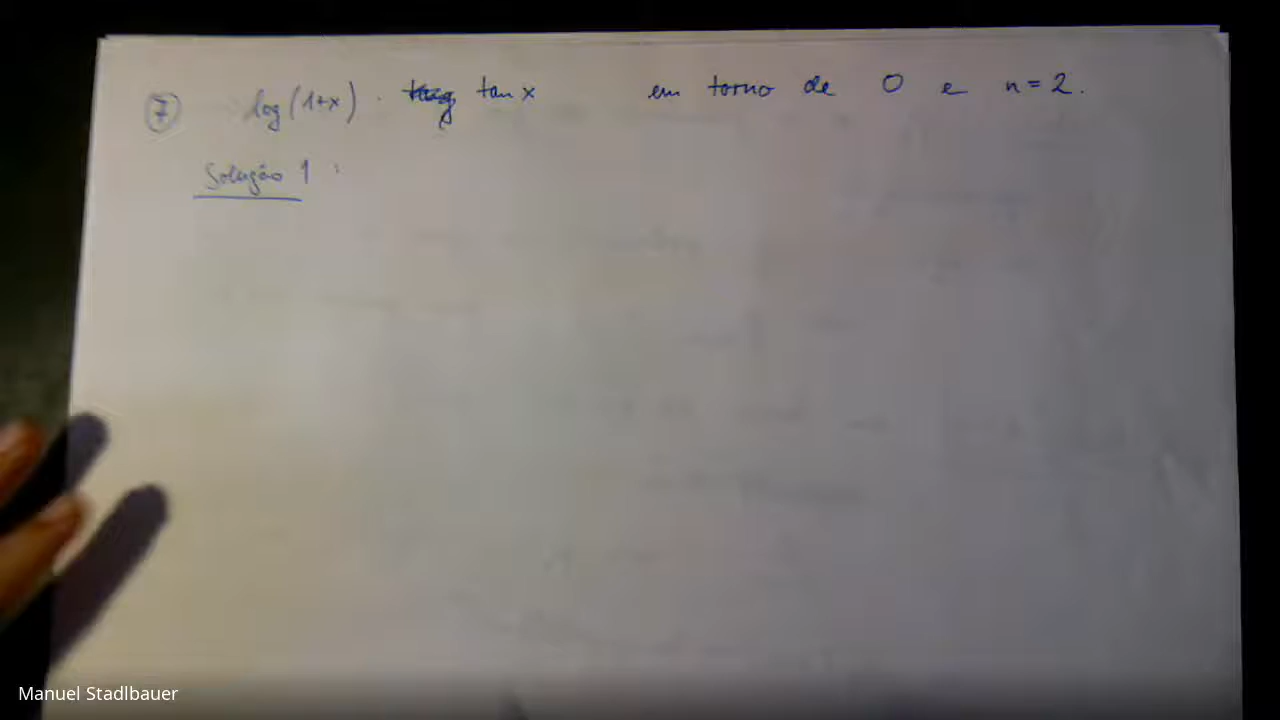 7 log(1+x) · tan x em torno de 0 e n=2.
Solução 1:
Manuel Stadlbauer